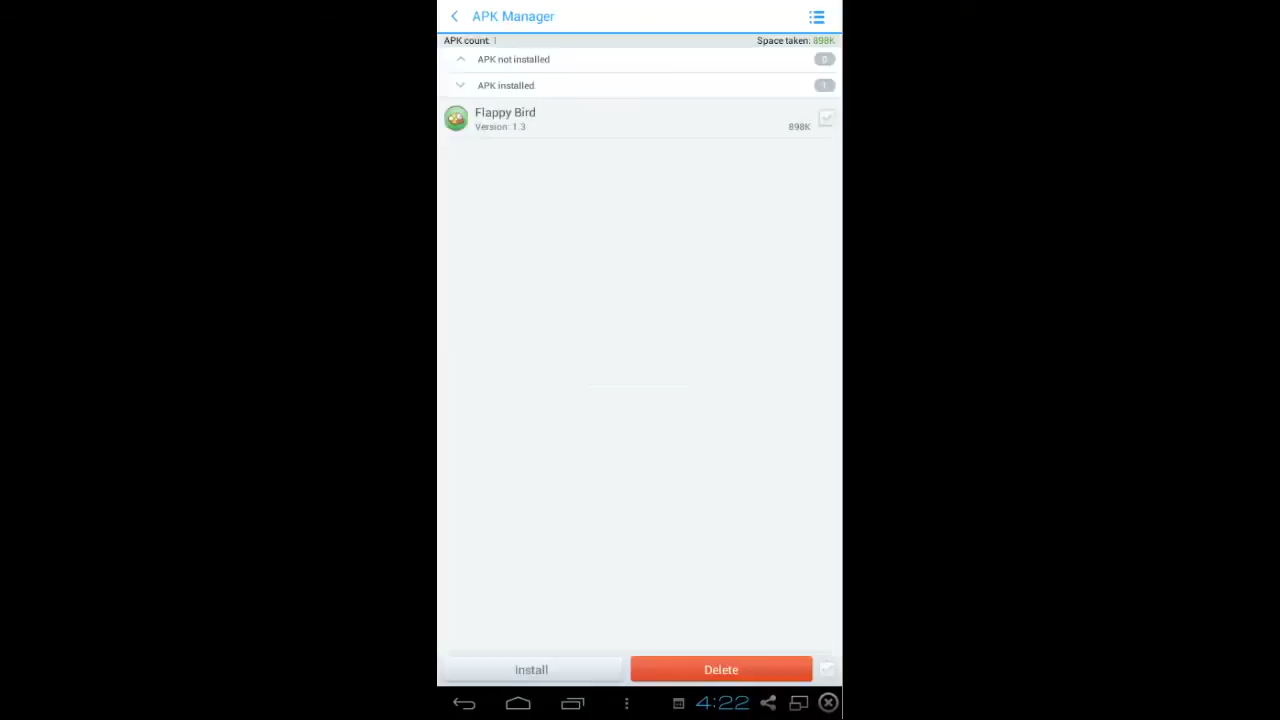 APK Manager
APK count: 1
Space taken: 898K
APK not installed
0
APK installed
1
Flappy Bird
Version: 1.3
898K
Install
Delete
4:22